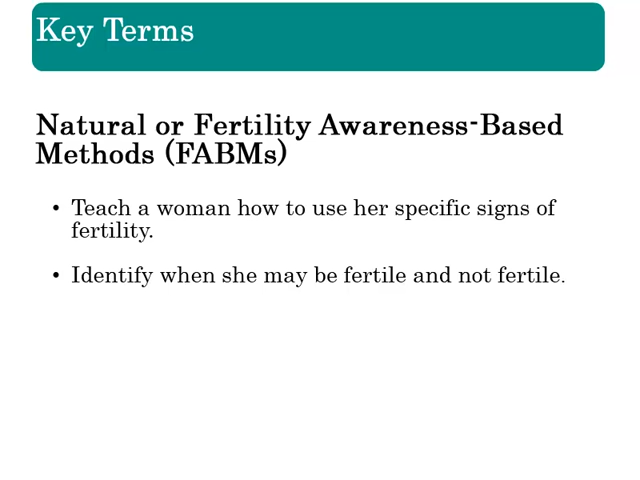 Key Terms
Natural or Fertility Awareness-Based
Methods (FABMs)
• Teach a woman how to use her specific signs of
fertility.
• Identify when she may be fertile and not fertile.